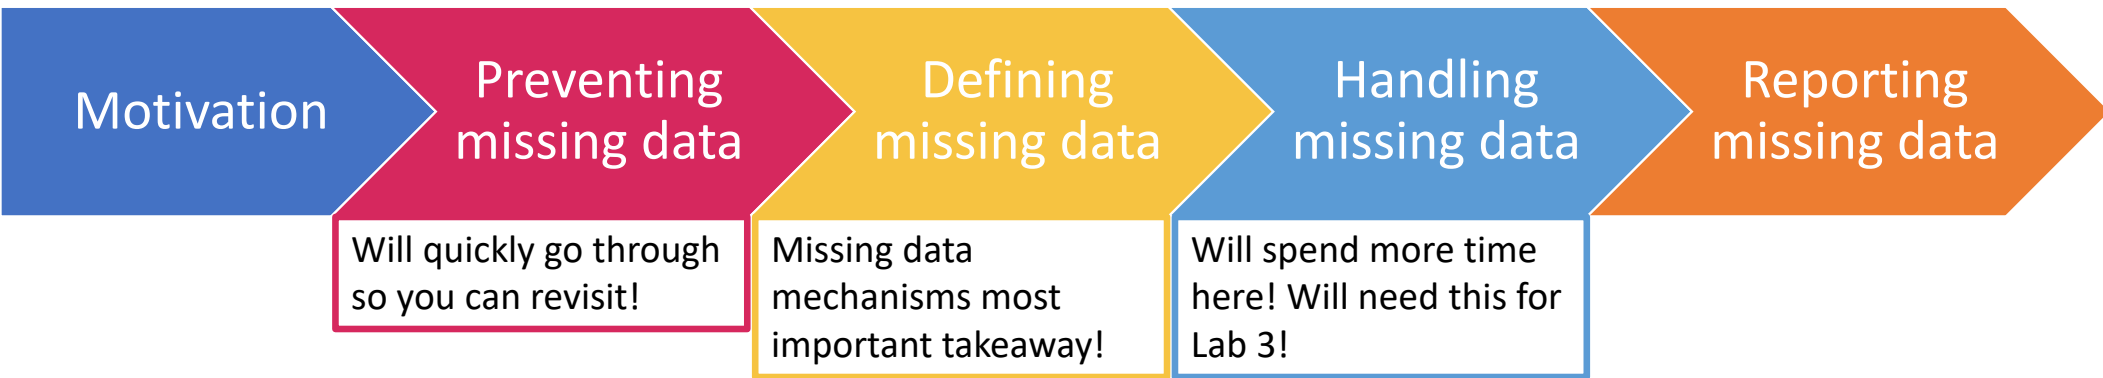 Motivation
Preventing
missing data
Defining
missing data
Handling
missing data
Reporting
missing data
Will quickly go through
so you can revisit!
Missing data
mechanisms most
important takeaway!
Will spend more time
here! Will need this for
Lab 3!